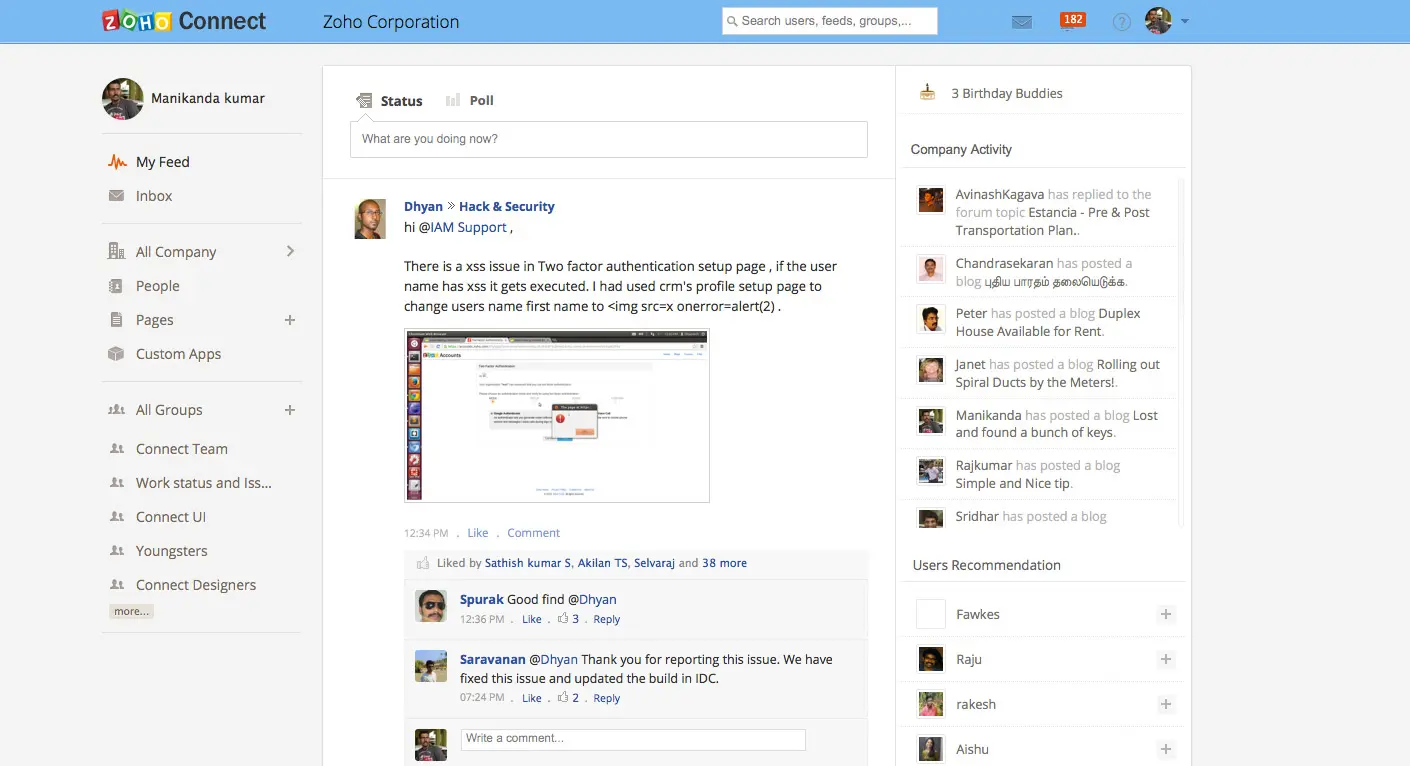 ZOHO Connect
Zoho Corporation
Search users, feeds, groups,...
182
?
Manikanda kumar
My Feed
Inbox
All Company
People
Pages
Custom Apps
All Groups
Connect Team
Work status and Iss...
Connect UI
Youngsters
Connect Designers
more...
Status
Poll
What are you doing now?
Dhyan » Hack & Security
hi @IAM Support ,
There is a xss issue in Two factor authentication setup page , if the user
name has xss it gets executed. I had used crm's profile setup page to
change users name first name to <img src=x onerror=alert(2) .
Accounts
Two Factor Authentication
12:34 PM . Like . Comment
Liked by Sathish kumar S, Akilan TS, Selvaraj and 38 more
Spurak Good find @Dhyan
12:36 PM . Like . 3 . Reply
Saravanan @Dhyan Thank you for reporting this issue. We have
fixed this issue and updated the build in IDC.
07:24 PM . Like . 2 . Reply
Write a comment...
3 Birthday Buddies
Company Activity
AvinashKagava has replied to the
forum topic Estancia - Pre & Post
Transportation Plan..
Chandrasekaran has posted a
blog புதிய பாரதம் தலையெடுக்க.
Peter has posted a blog Duplex
House Available for Rent.
Janet has posted a blog Rolling out
Spiral Ducts by the Meters!.
Manikanda has posted a blog Lost
and found a bunch of keys.
Rajkumar has posted a blog
Simple and Nice tip.
Sridhar has posted a blog
Users Recommendation
Fawkes
Raju
rakesh
Aishu